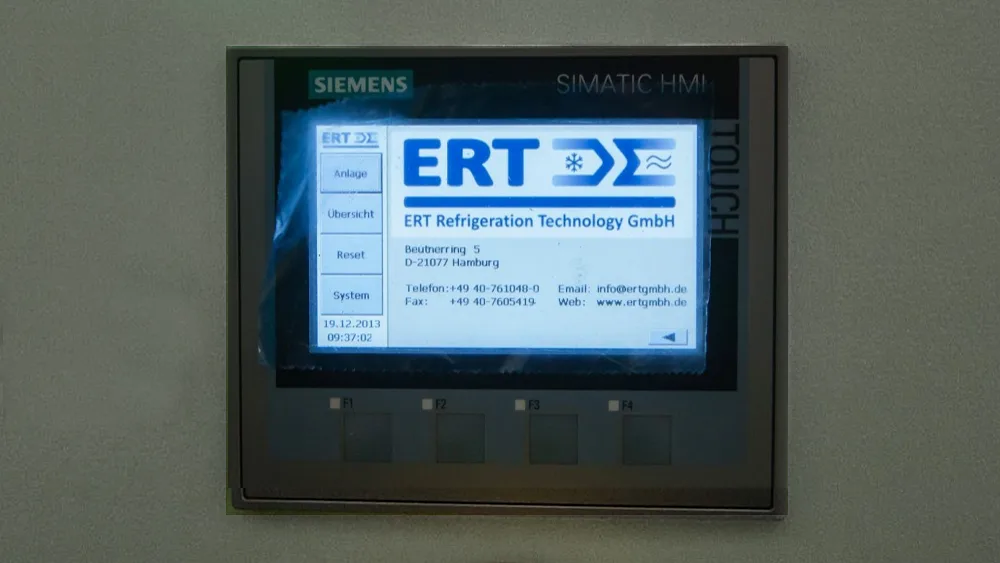 SIEMENS
SIMATIC HMI
TOUCH
ERT
Anlage
Übersicht
Reset
System
19.12.2013
09:37:02
ERT
ERT Refrigeration Technology GmbH
Beutnerring 5
D-21077 Hamburg
Telefon:+49 40-761048-0 Email: info@ertgmbh.de
Fax: +49 40-7605419 Web: www.ertgmbh.de
F1 F2 F3 F4